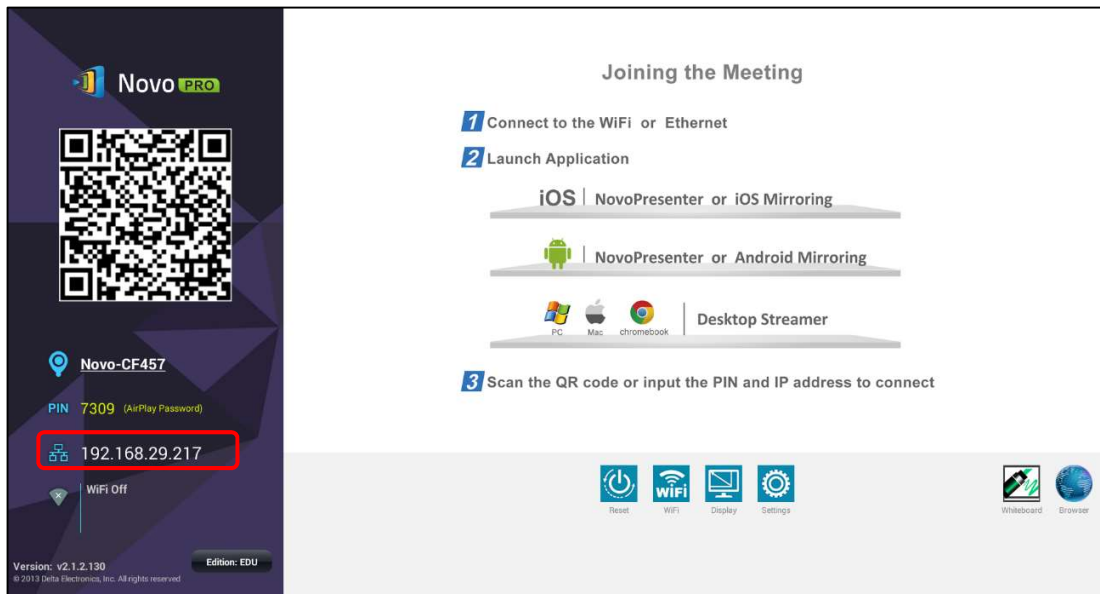 Novo PRO
Novo-CF457
PIN 7309 (AirPlay Password)
192.168.29.217
WiFi Off
Version: v2.1.2.130
© 2013 Delta Electronics, Inc. All rights reserved
Edition: EDU
Joining the Meeting
1 Connect to the WiFi or Ethernet
2 Launch Application
iOS NovoPresenter or iOS Mirroring
NovoPresenter or Android Mirroring
PC Mac chromebook Desktop Streamer
3 Scan the QR code or input the PIN and IP address to connect
WiFi
Reset WiFi Display Settings
Whiteboard Browser